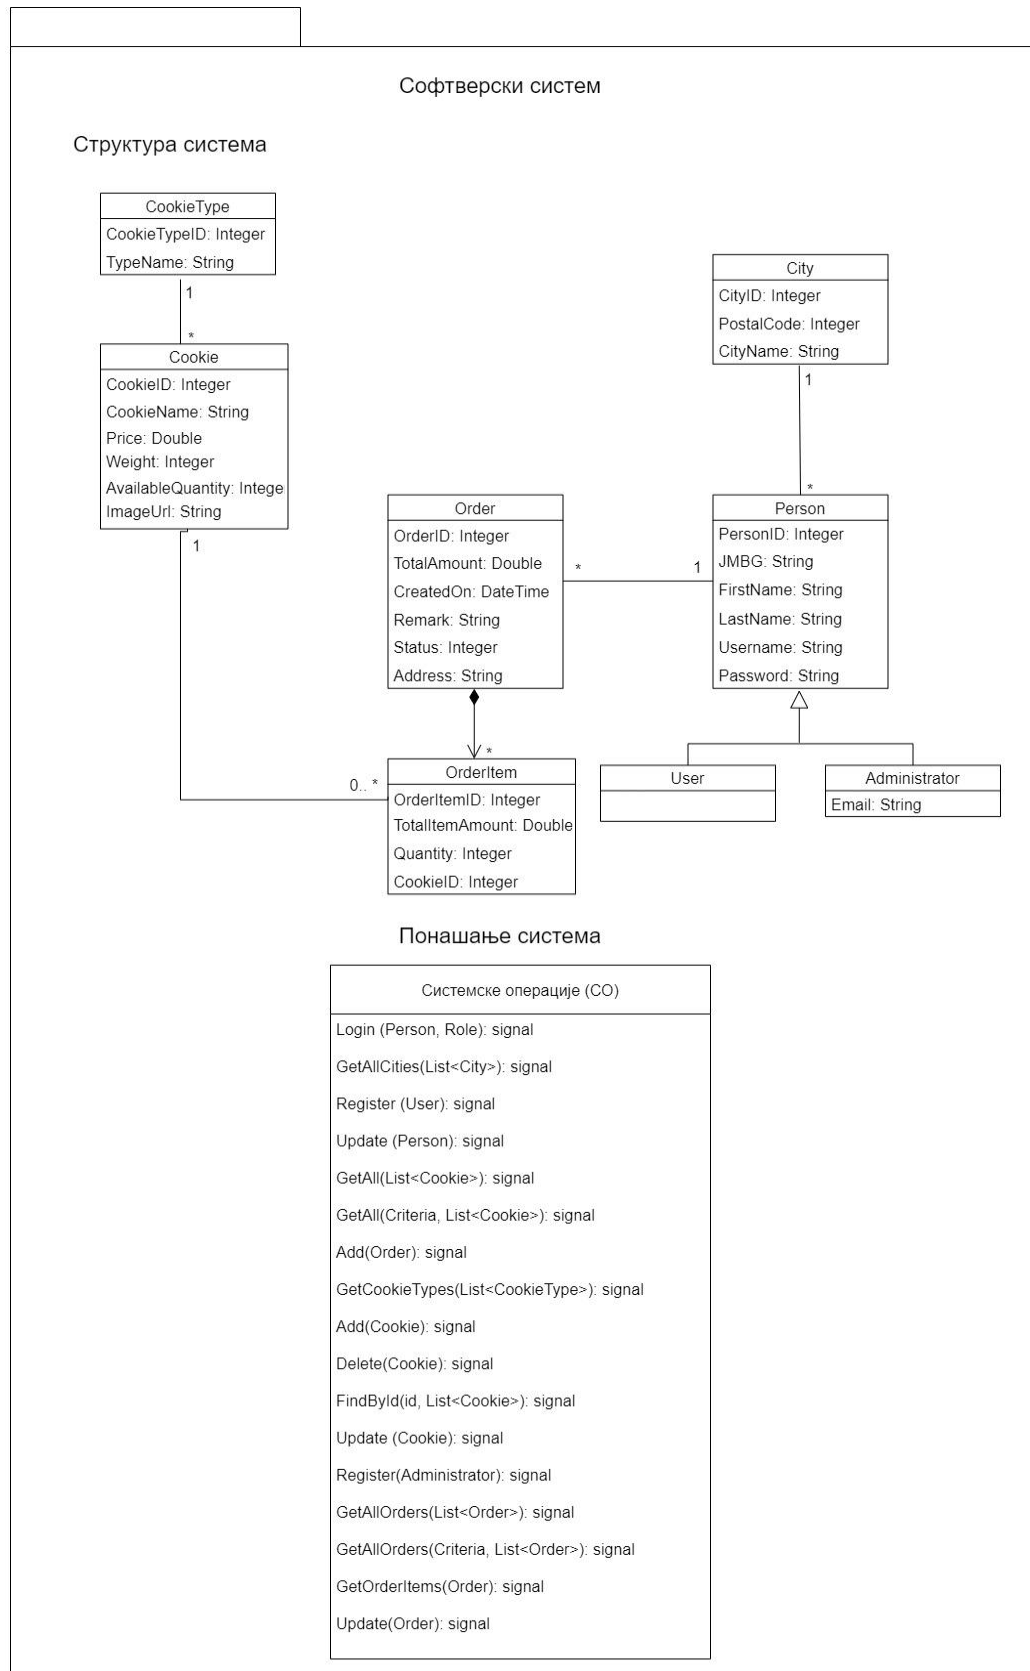 Софтверски систем
Структура система
CookieType
CookieTypeID: Integer
TypeName: String
1
*
Cookie
CookieID: Integer
CookieName: String
Price: Double
Weight: Integer
AvailableQuantity: Intege
ImageUrl: String
1
City
CityID: Integer
PostalCode: Integer
CityName: String
1
*
Order
OrderID: Integer
TotalAmount: Double
CreatedOn: DateTime
Remark: String
Status: Integer
Address: String
*
1
Person
PersonID: Integer
JMBG: String
FirstName: String
LastName: String
Username: String
Password: String
*
0.. *
OrderItem
OrderItemID: Integer
TotalItemAmount: Double
Quantity: Integer
CookieID: Integer
User
Administrator
Email: String
Понашање система
Системске операције (СО)
Login (Person, Role): signal
GetAllCities(List<City>): signal
Register (User): signal
Update (Person): signal
GetAll(List<Cookie>): signal
GetAll(Criteria, List<Cookie>): signal
Add(Order): signal
GetCookieTypes(List<CookieType>): signal
Add(Cookie): signal
Delete(Cookie): signal
FindById(id, List<Cookie>): signal
Update (Cookie): signal
Register(Administrator): signal
GetAllOrders(List<Order>): signal
GetAllOrders(Criteria, List<Order>): signal
GetOrderItems(Order): signal
Update(Order): signal